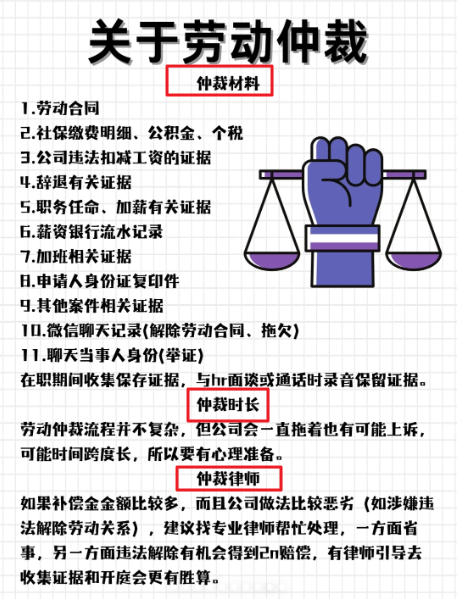 关于劳动仲裁
仲裁材料
1.劳动合同
2.社保缴费明细、公积金、个税
3.公司违法扣减工资的证据
4.辞退有关证据
5.职务任命、加薪有关证据
6.薪资银行流水记录
7.加班相关证据
8.申请人身份证复印件
9.其他案件相关证据
10.微信聊天记录(解除劳动合同、拖欠)
11.聊天当事人身份(举证)
在职期间收集保存证据，与hr面谈或通话时录音保留证据。
仲裁时长
劳动仲裁流程并不复杂，但公司会一直拖着也有可能上诉，
可能时间跨度长，所以要有心理准备。
仲裁律师
如果补偿金金额比较多，而且公司做法比较恶劣（如涉嫌违
法解除劳动关系），建议找专业律师帮忙处理，一方面省
事，另一方面违法解除有机会得到2n赔偿，有律师引导去
收集证据和开庭会更有胜算。